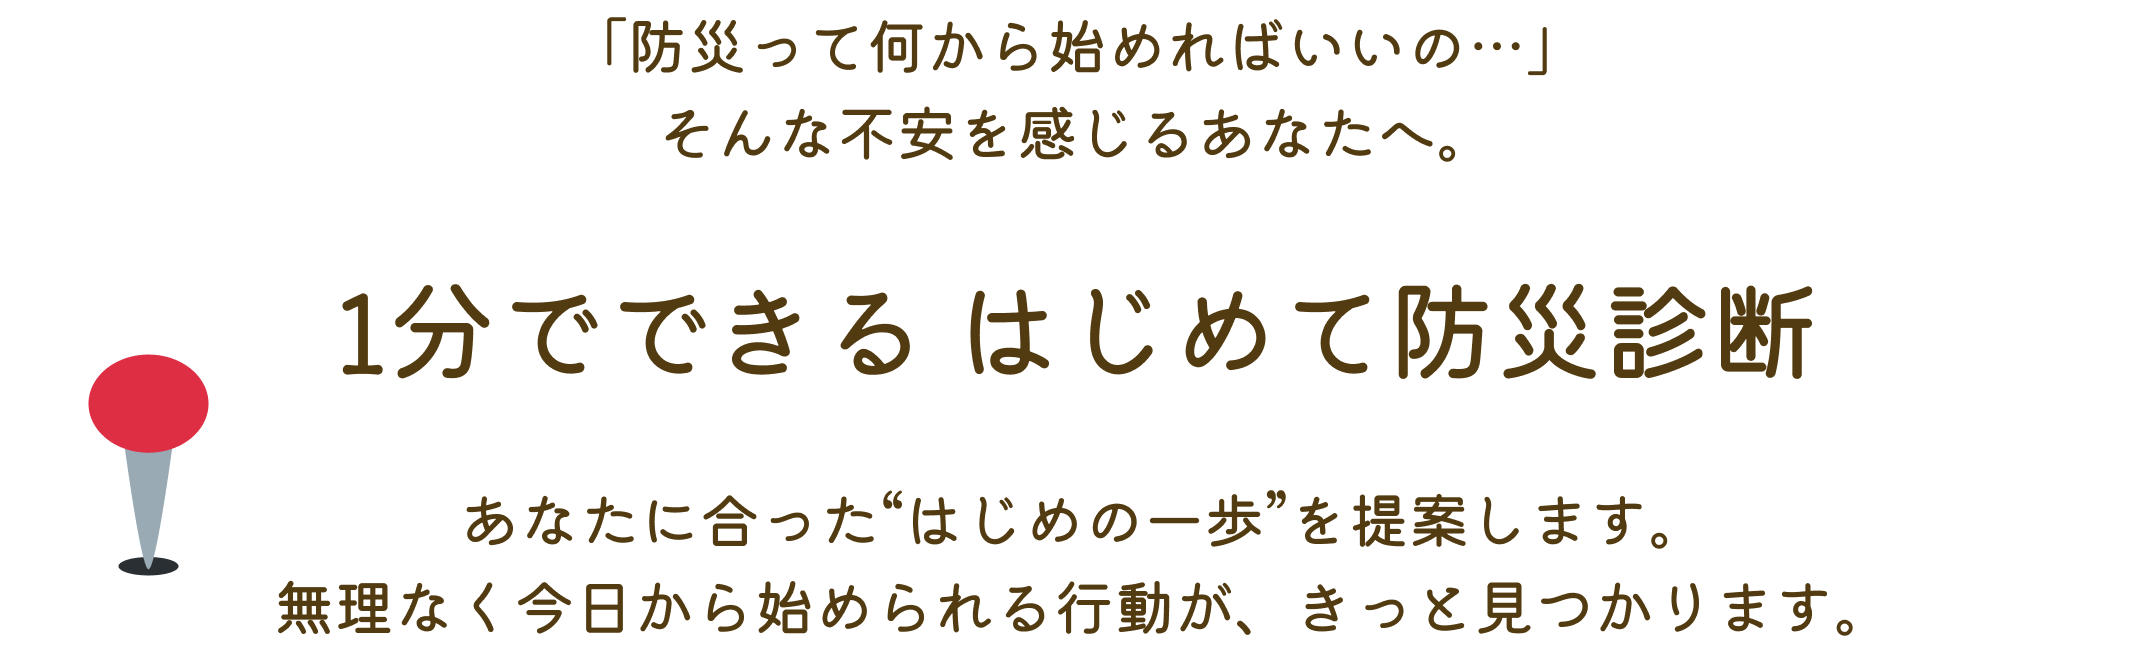 「防災って何から始めればいいの…」
そんな不安を感じるあなたへ。
1分でできる はじめて防災診断
あなたに合った“はじめの一歩”を提案します。
無理なく今日から始められる行動が、きっと見つかります。